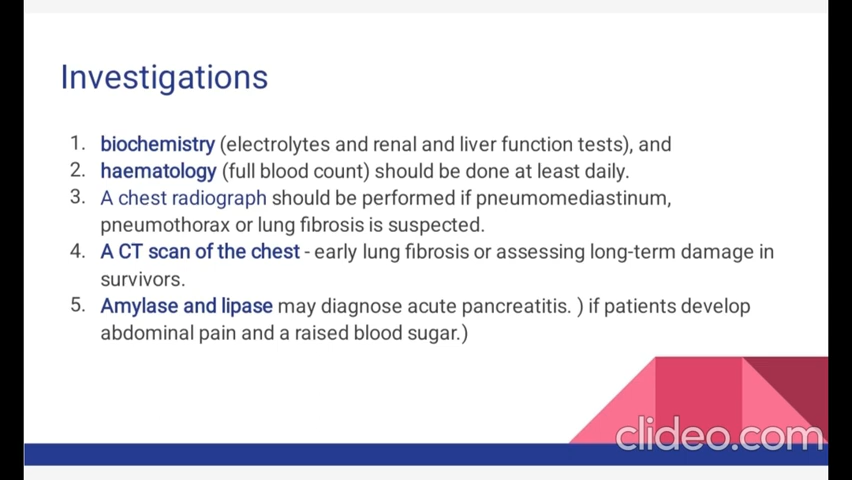 Investigations
1. biochemistry (electrolytes and renal and liver function tests), and
2. haematology (full blood count) should be done at least daily.
3. A chest radiograph should be performed if pneumomediastinum,
pneumothorax or lung fibrosis is suspected.
4. A CT scan of the chest - early lung fibrosis or assessing long-term damage in
survivors.
5. Amylase and lipase may diagnose acute pancreatitis. ) if patients develop
abdominal pain and a raised blood sugar.)
clideo.com